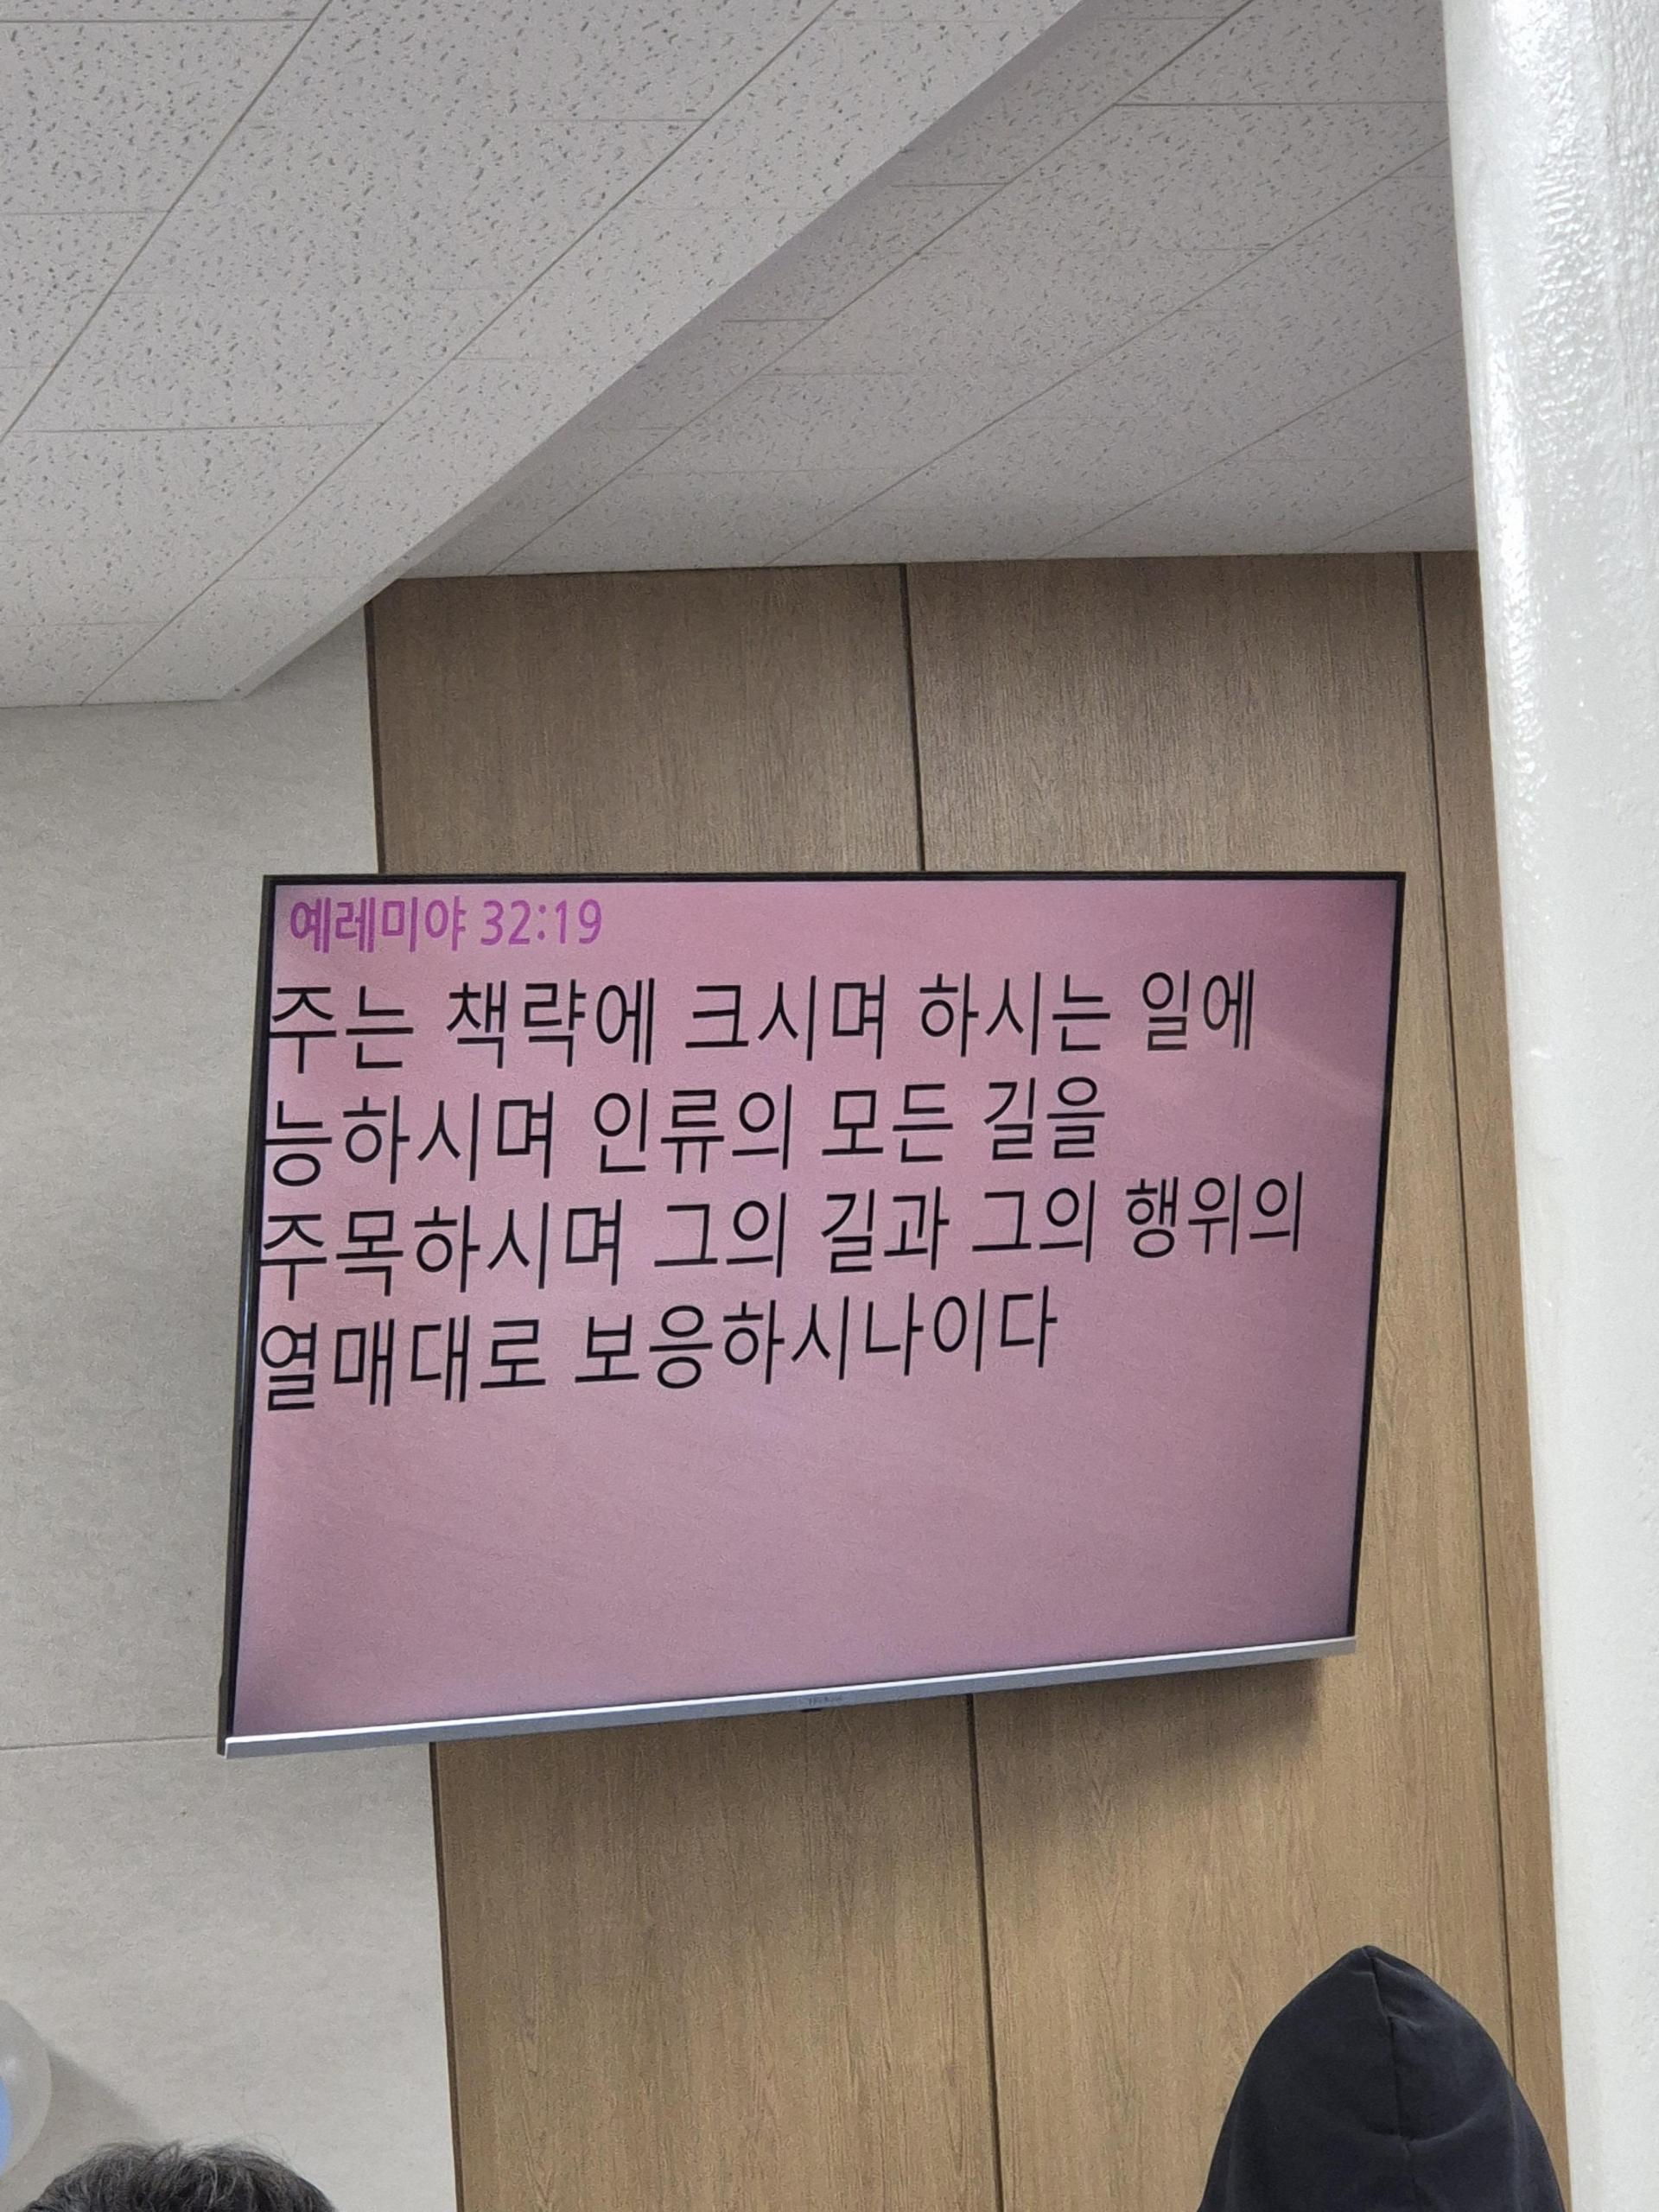 예레미야 32:19
주는 책략에 크시며 하시는 일에
능하시며 인류의 모든 길을
주목하시며 그의 길과 그의 행위의
열매대로 보응하시나이다